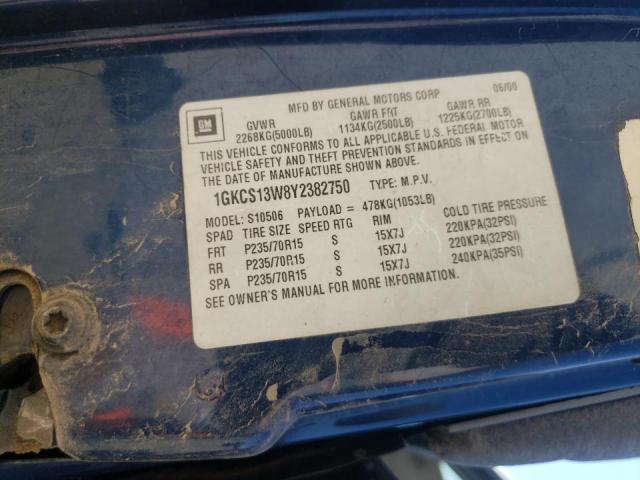 06/00
MFD BY GENERAL MOTORS CORP
GM
GVWR GAWR FRT GAWR RR
2268KG(5000LB) 1134KG(2500LB) 1225KG(2700LB)
THIS VEHICLE CONFORMS TO ALL APPLICABLE U.S. FEDERAL MOTOR
VEHICLE SAFETY AND THEFT PREVENTION STANDARDS IN EFFECT ON
THE DATE OF MANUFACTURE SHOWN ABOVE.
1GKCS13W8Y2382750 TYPE: M.P.V.
MODEL: S10506 PAYLOAD = 478KG(1053LB)
SPAD TIRE SIZE SPEED RTG RIM COLD TIRE PRESSURE
FRT P235/70R15 S 15X7J 220KPA(32PSI)
RR P235/70R15 S 15X7J 220KPA(32PSI)
SPA P235/70R15 S 15X7J 240KPA(35PSI)
SEE OWNER'S MANUAL FOR MORE INFORMATION.